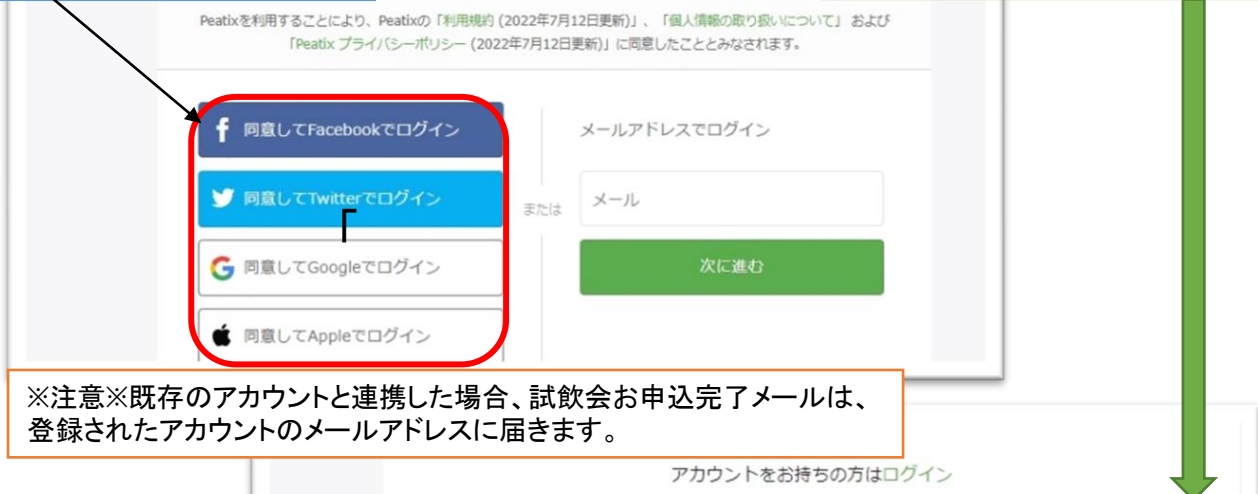 Peatixを利用することにより、Peatixの「利用規約 (2022年7月12日更新)」、「個人情報の取り扱いについて」 および
「Peatix プライバシーポリシー (2022年7月12日更新)」に同意したこととみなされます。
同意してFacebookでログイン
同意してTwitterでログイン
「
同意してGoogleでログイン
同意してAppleでログイン
または
メールアドレスでログイン
メール
次に進む
※注意※既存のアカウントと連携した場合、試飲会お申込完了メールは、
登録されたアカウントのメールアドレスに届きます。
アカウントをお持ちの方はログイン